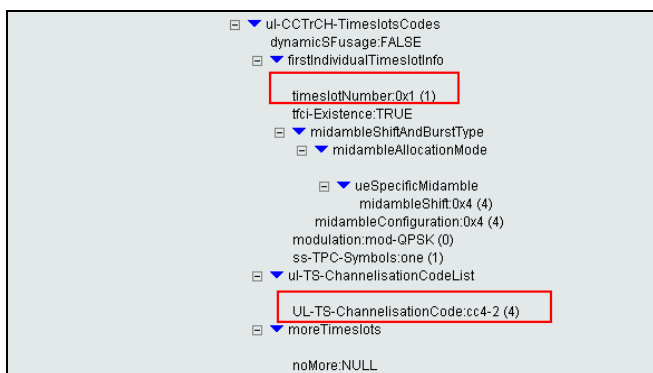 ul-CCTrCH-TimeslotsCodes
dynamicSFusage:FALSE
firstIndividualTimeslotInfo
timeslotNumber:0x1 (1)
tfci-Existence:TRUE
midambleShiftAndBurstType
midambleAllocationMode
ueSpecificMidamble
midambleShift:0x4 (4)
midambleConfiguration:0x4 (4)
modulation:mod-QPSK (0)
ss-TPC-Symbols:one (1)
ul-TS-ChannelisationCodeList
UL-TS-ChannelisationCode:cc4-2 (4)
moreTimeslots
noMore:NULL